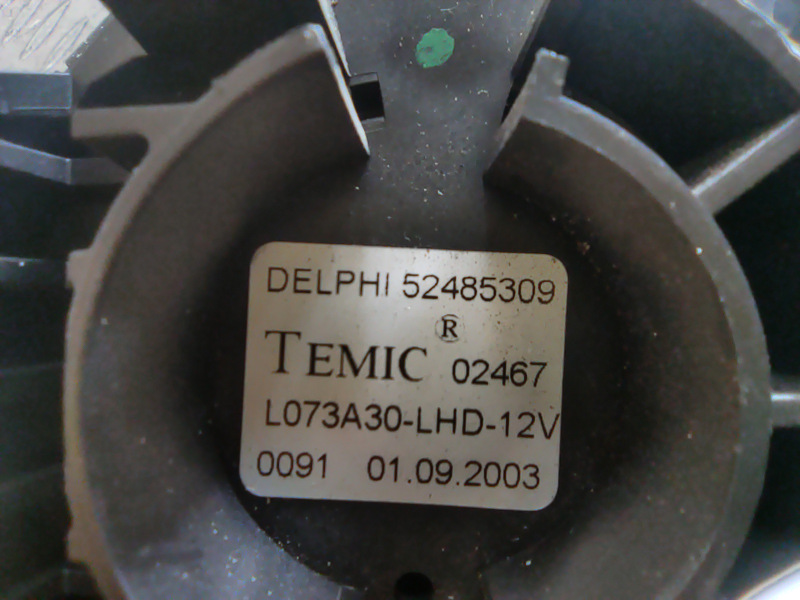 DELPHI 52485309
TEMIC ® 02467
L073A30-LHD-12V
0091 01.09.2003